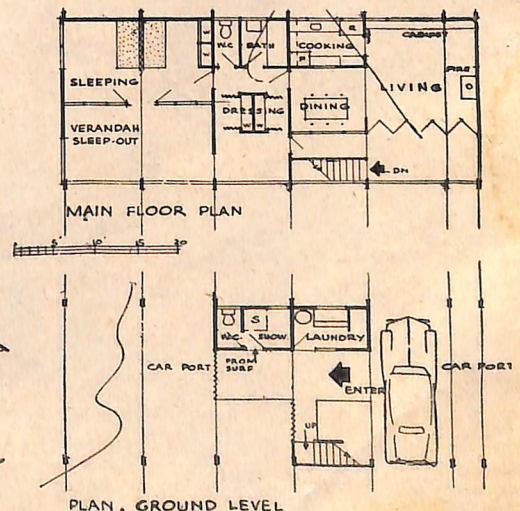 W.C.
BATH
COOKING
R
CABINET
SLEEPING
LIVING
FIRE
DRESSING
DINING
VERANDAH
SLEEP-OUT
DN
MAIN FLOOR PLAN
5' 10' 15 20
W.C.
S
SHOW.
LAUNDRY
CAR PORT
FROM
SURF
CAR PORT
ENTER
UP
PLAN. GROUND LEVEL